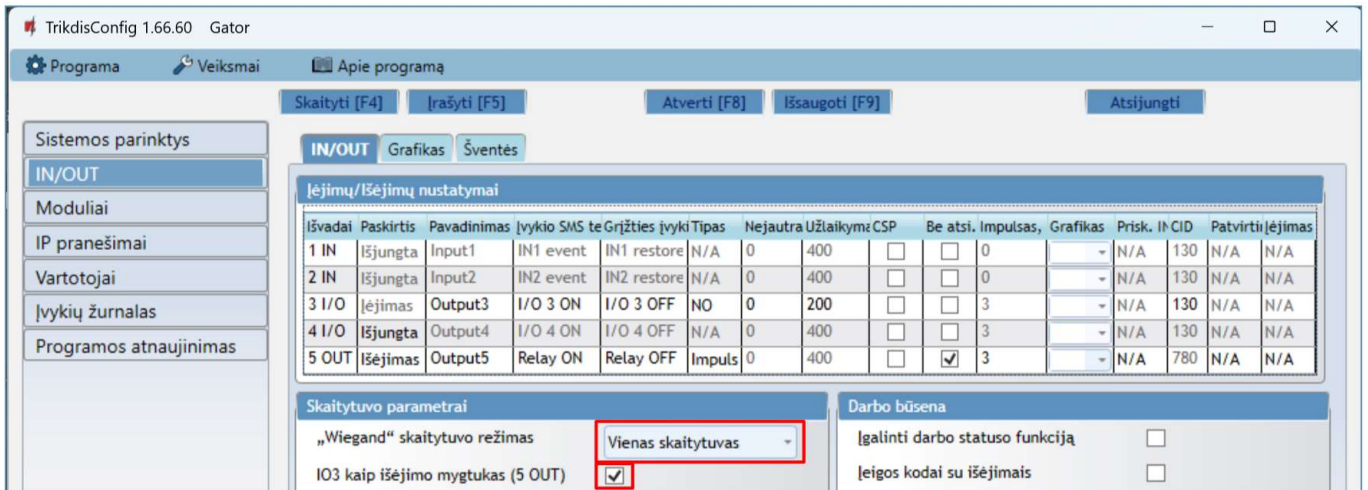 TrikdisConfig 1.66.60 Gator
Programa Veiksmai Apie programą
Skaityti [F4] Įrašyti [F5] Atverti [F8] Išsaugoti [F9] Atsijungti
Sistemos parinktys
IN/OUT
Moduliai
IP pranešimai
Vartotojai
Įvykių žurnalas
Programos atnaujinimas
IN/OUT Grafikas Šventės
Įėjimų/Išėjimų nustatymai
Išvadai Paskirtis Pavadinimas Įvykio SMS te Grįžties įvyki Tipas Nejautra Užlaikyma CSP Be atsi. Impulsas, Grafikas Prisk. IN CID Patvirtin Įėjimas
1 IN Išjungta Input1 IN1 event IN1 restore N/A 0 400 0 N/A 130 N/A N/A
2 IN Išjungta Input2 IN2 event IN2 restore N/A 0 400 0 N/A 130 N/A N/A
3 I/O Įėjimas Output3 I/O 3 ON I/O 3 OFF NO 0 200 3 N/A 130 N/A N/A
4 I/O Išjungta Output4 I/O 4 ON I/O 4 OFF N/A 0 400 3 N/A 130 N/A N/A
5 OUT Išėjimas Output5 Relay ON Relay OFF Impuls 0 400 3 N/A 780 N/A N/A
Skaitytuvo parametrai
„Wiegand“ skaitytuvo režimas Vienas skaitytuvas
IO3 kaip išėjimo mygtukas (5 OUT)
Darbo būsena
Įgalinti darbo statuso funkciją
Įeigos kodai su išėjimais